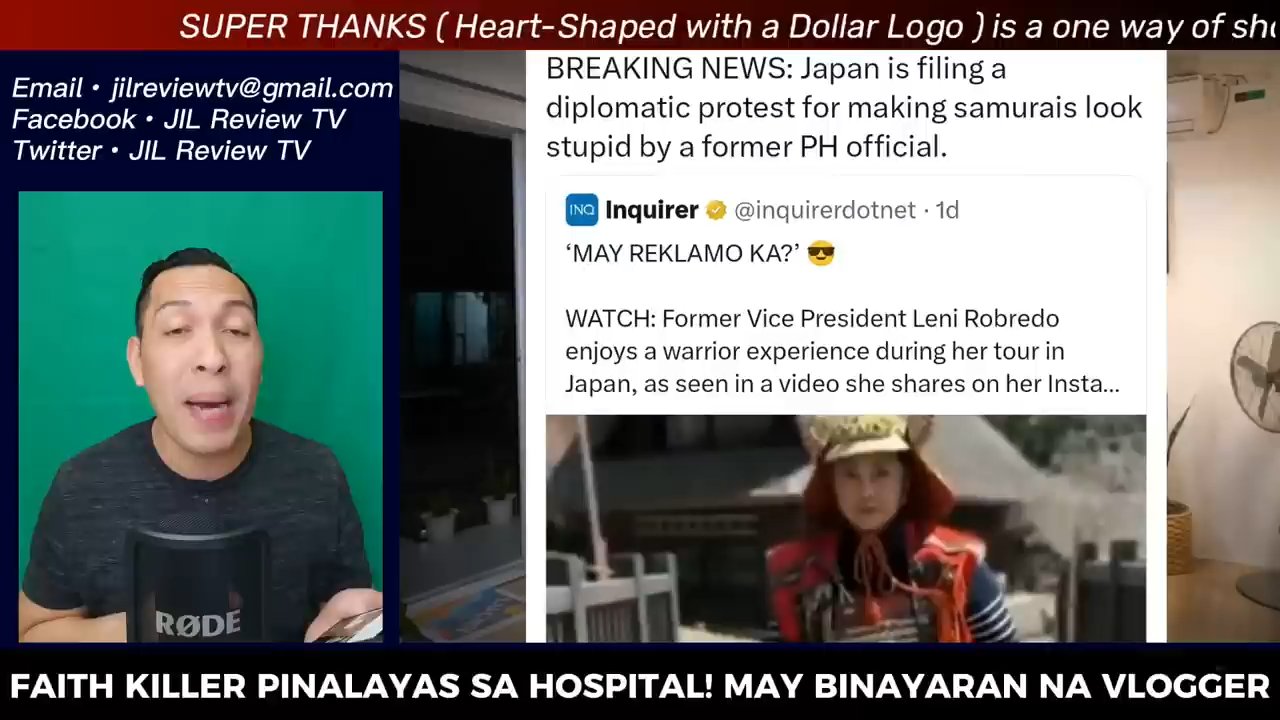 SUPER THANKS ( Heart-Shaped with a Dollar Logo ) is a one way of
Email • jilreviewtv@gmail.com
Facebook • JIL Review TV
Twitter • JIL Review TV
BREAKING NEWS: Japan is filing a
diplomatic protest for making samurais look
stupid by a former PH official.
INQ Inquirer @inquirerdotnet · 1d
‘MAY REKLAMO KA?’ 😎
WATCH: Former Vice President Leni Robredo
enjoys a warrior experience during her tour in
Japan, as seen in a video she shares on her Insta...
RØDE
FAITH KILLER PINALAYAS SA HOSPITAL! MAY BINAYARAN NA VLOGGER